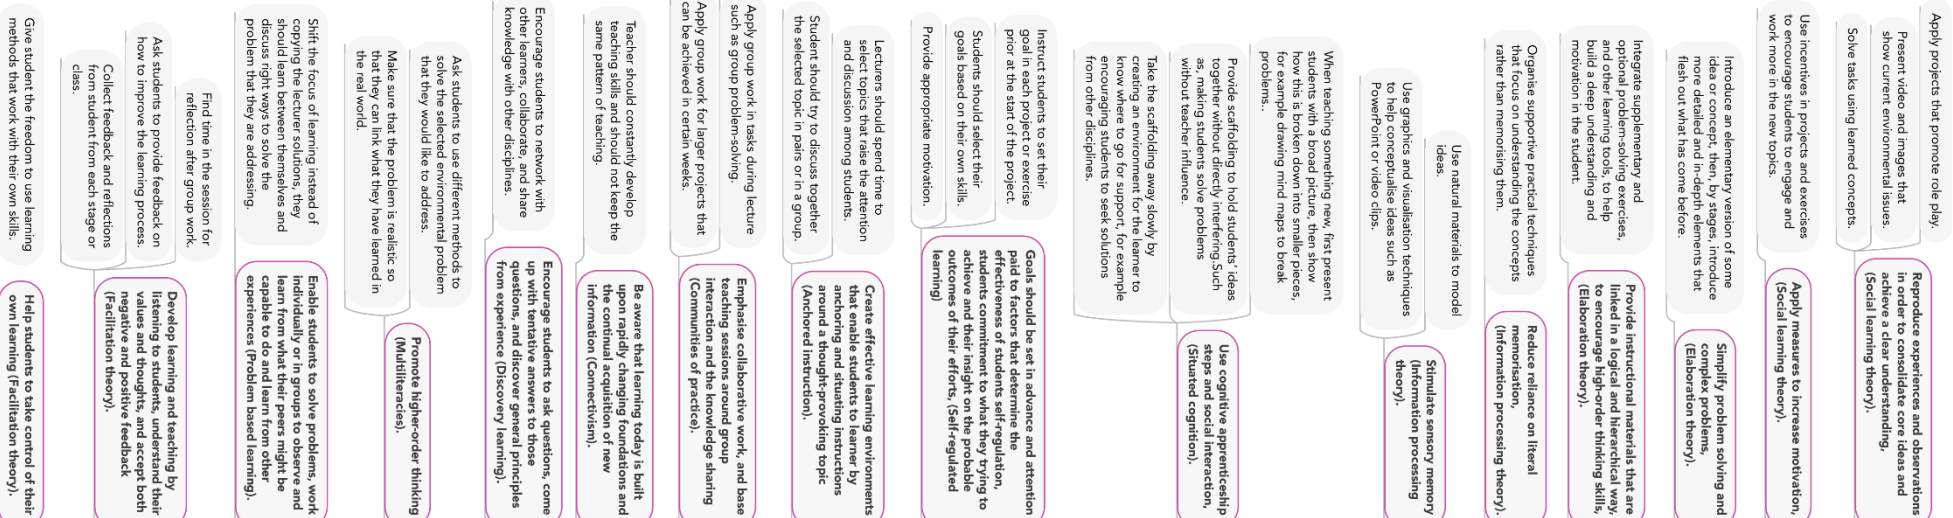 Apply projects that promote role play.
Present video and images that
show current environmental issues.
Solve tasks using learned concepts.
Reproduce experiences and observations
in order to consolidate core ideas and
achieve a clear understanding,
(Social learning theory).
Use incentives in projects and exercises
to encourage students to engage and
work more in the new topics.
Apply measures to increase motivation,
(Social learning theory).
Introduce an elementary version of some
idea or concept, then, by stages, introduce
more detailed and in-depth elements that
flesh out what has come before.
Simplify problem solving and
complex problems,
(Elaboration theory).
Integrate supplementary and
optional problem-solving exercises,
and other learning tools, to help
build a deep understanding and
motivation in the student.
Provide instructional materials that are
linked in a logical and hierarchical way,
to encourage high-order thinking skills,
(Elaboration theory).
Organise supportive practical techniques
that focus on understanding the concepts
rather than memorising them.
Reduce reliance on literal
memorisation,
(Information processing theory).
Use natural materials to model
ideas.
Use graphics and visualisation techniques
to help conceptualise ideas such as
PowerPoint or video clips.
Stimulate sensory memory
(Information processing
theory).
When teaching something new, first present
students with a broad picture, then show
how this is broken down into smaller pieces,
for example drawing mind maps to break
problems..
Provide scaffolding to hold students' ideas
together without directly interfering.Such
as, making students solve problems
without teacher influence.
Take the scaffolding away slowly by
creating an environment for the learner to
know where to go for support, for example
encouraging students to seek solutions
from other disciplines.
Use cognitive apprenticeship
steps and social interaction,
(Situated cognition).
Instruct students to set their
goal in each project or exercise
prior at the start of the project.
Students should select their
goals based on their own skills.
Provide appropriate motivation.
Goals should be set in advance and attention
paid to factors that determine the
effectiveness of students self-regulation,
students commitment to what they trying to
achieve and their insight on the probable
outcomes of their efforts, (Self-regulated
learning)
Lecturers should spend time to
select topics that raise the attention
and discussion among students.
Student should try to discuss together
the selected topic in pairs or in a group.
Create effective learning environments
that enable students to learner by
anchoring and situating instructions
around a thought-provoking topic
(Anchored instruction).
Apply group work in tasks during lecture
such as group problem-solving.
Apply group work for larger projects that
can be achieved in certain weeks.
Emphasise collaborative work, and base
teaching sessions around group
interaction and the knowledge sharing
(Communities of practice).
Teacher should constantly develop
teaching skills and should not keep the
same pattern of teaching.
Be aware that learning today is built
upon rapidly changing foundations and
the continual acquisition of new
information (Connectivism).
Encourage students to network with
other learners, collaborate, and share
knowledge with other disciplines.
Encourage students to ask questions, come
up with tentative answers to those
questions, and discover general principles
from experience (Discovery learning).
Ask students to use different methods to
solve the selected environmental problem
that they would like to address.
Make sure that the problem is realistic so
that they can link what they have learned in
the real world.
Promote higher-order thinking
(Multiliteracies).
Shift the focus of learning instead of
copying the lecturer solutions, they
should learn between themselves and
discuss right ways to solve the
problem that they are addressing.
Enable students to solve problems, work
individually or in groups to observe and
learn from what their peers might be
capable to do and learn from other
experiences (Problem based learning).
Find time in the session for
reflection after group work.
Ask students to provide feedback on
how to improve the learning process.
Collect feedback and reflections
from student from each stage or
class.
Develop learning and teaching by
listening to students, understand their
values and thoughts, and accept both
negative and positive feedback
(Facilitation theory).
Give student the freedom to use learning
methods that work with their own skills.
Help students to take control of their
own learning (Facilitation theory).